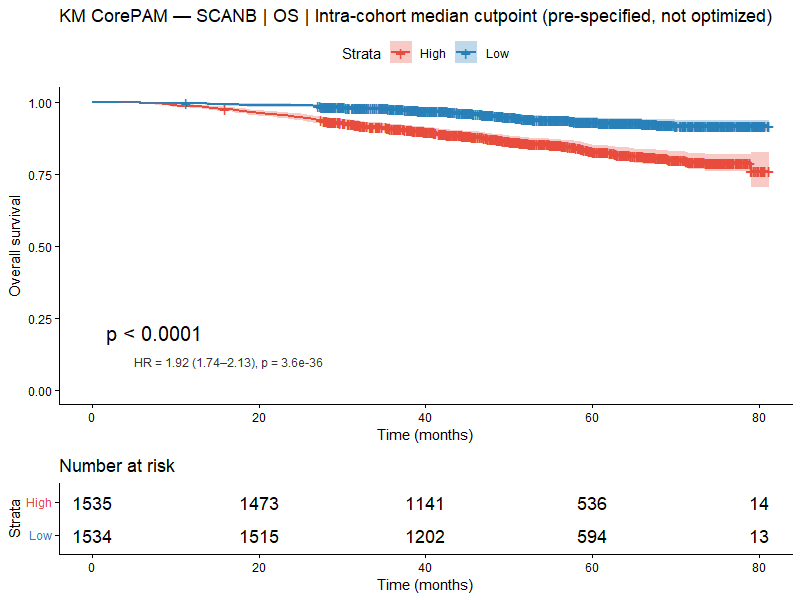 KM CorePAM — SCANB | OS | Intra-cohort median cutpoint (pre-specified, not optimized)
Strata High Low
Overall survival
1.00
0.75
0.50
0.25
0.00
p < 0.0001
HR = 1.92 (1.74–2.13), p = 3.6e-36
0 20 40 60 80
Time (months)
Number at risk
Strata
High 1535 1473 1141 536 14
Low 1534 1515 1202 594 13
0 20 40 60 80
Time (months)